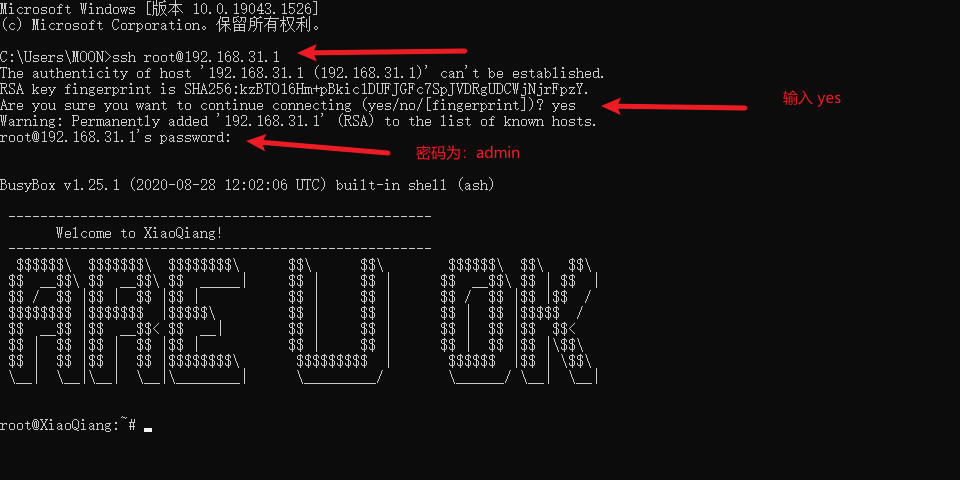 Microsoft Windows [版本 10.0.19043.1526]
(c) Microsoft Corporation。保留所有权利。
C:\Users\MOON>ssh root@192.168.31.1
The authenticity of host '192.168.31.1 (192.168.31.1)' can't be established.
RSA key fingerprint is SHA256:kzBTO16Hm+pBkic1DUFJGFc7SpJVDRgUDCWjNjrFpzY.
Are you sure you want to continue connecting (yes/no/[fingerprint])? yes
输入 yes
Warning: Permanently added '192.168.31.1' (RSA) to the list of known hosts.
root@192.168.31.1's password:
密码为：admin
BusyBox v1.25.1 (2020-08-28 12:02:06 UTC) built-in shell (ash)
Welcome to XiaoQiang!
ARE U OK
root@XiaoQiang:~#